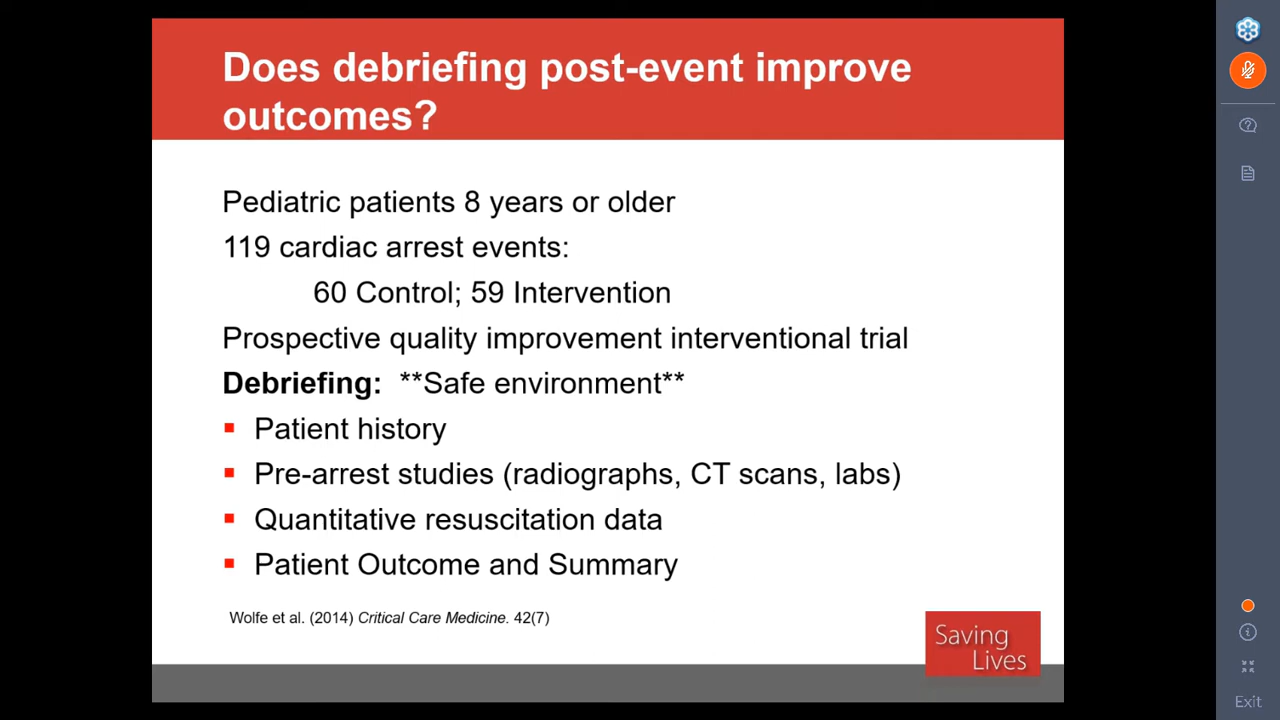 Does debriefing post-event improve
outcomes?
Pediatric patients 8 years or older
119 cardiac arrest events:
60 Control; 59 Intervention
Prospective quality improvement interventional trial
Debriefing: **Safe environment**
Patient history
Pre-arrest studies (radiographs, CT scans, labs)
Quantitative resuscitation data
Patient Outcome and Summary
Wolfe et al. (2014) Critical Care Medicine. 42(7)
Saving
Lives
Exit